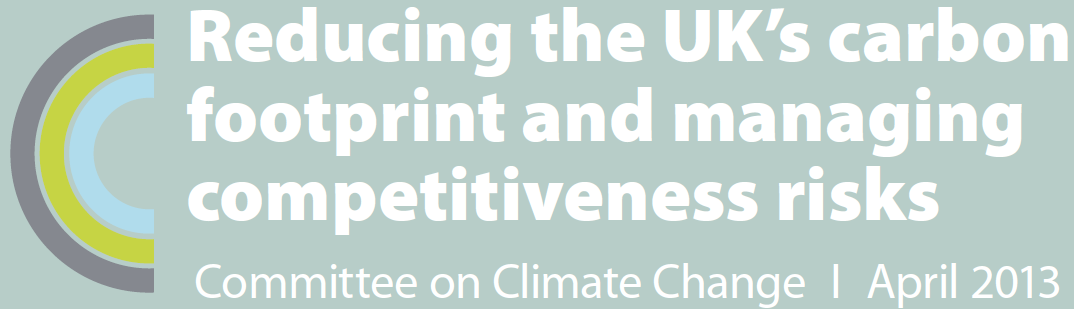 Reducing the UK’s carbon
footprint and managing
competitiveness risks
Committee on Climate Change | April 2013